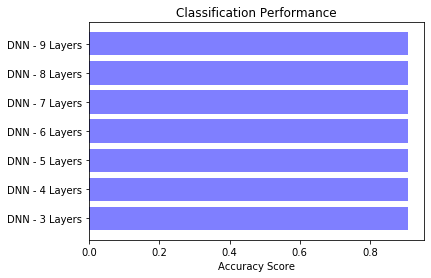 Classification Performance
DNN - 9 Layers
DNN - 8 Layers
DNN - 7 Layers
DNN - 6 Layers
DNN - 5 Layers
DNN - 4 Layers
DNN - 3 Layers
0.0 0.2 0.4 0.6 0.8
Accuracy Score